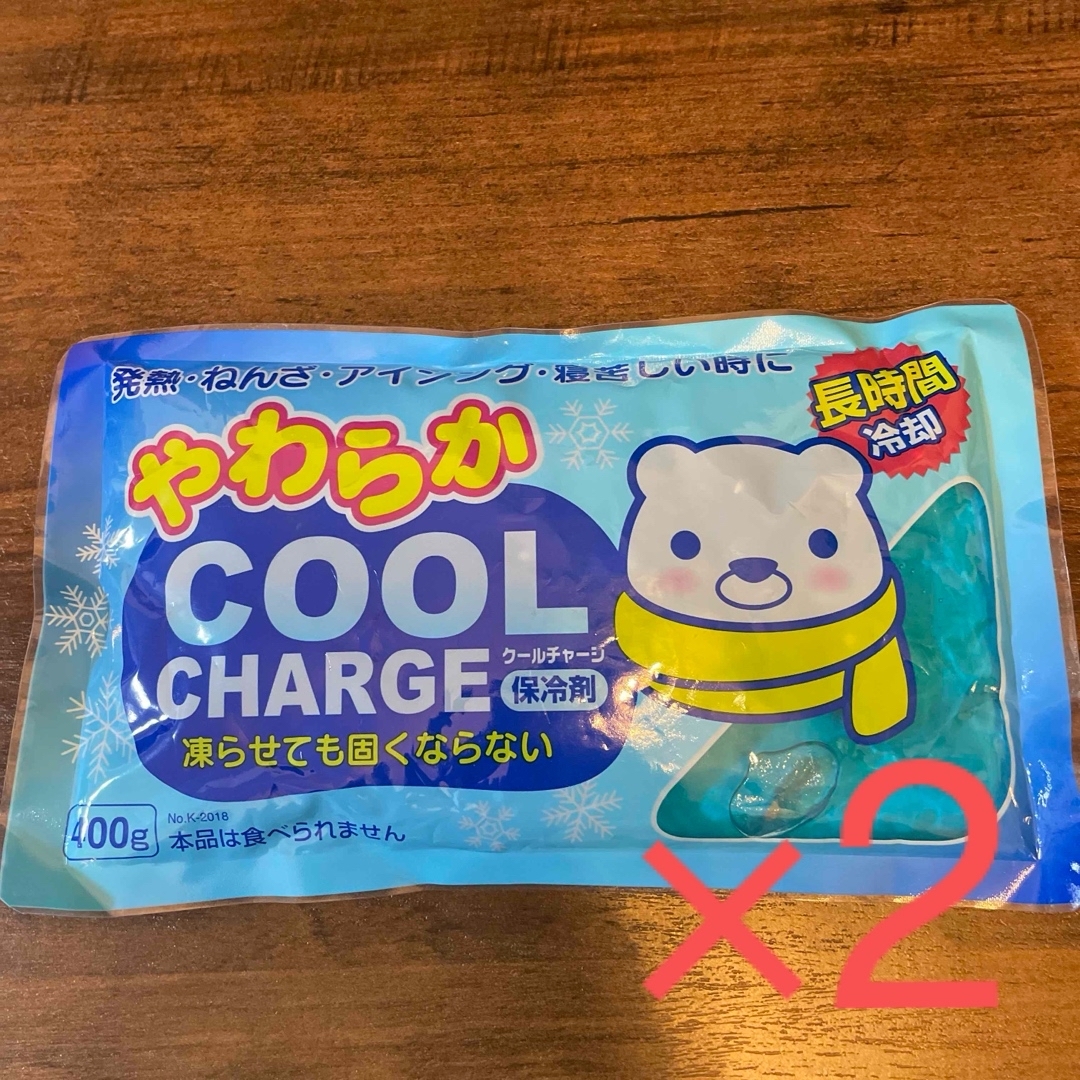 発熱・ねんざ・アイシング・寝苦しい時に
長時間
冷却
やわらか
COOL
CHARGE
クールチャージ
保冷剤
凍らせても固くならない
400g
No.K-2018
本品は食べられません
×2